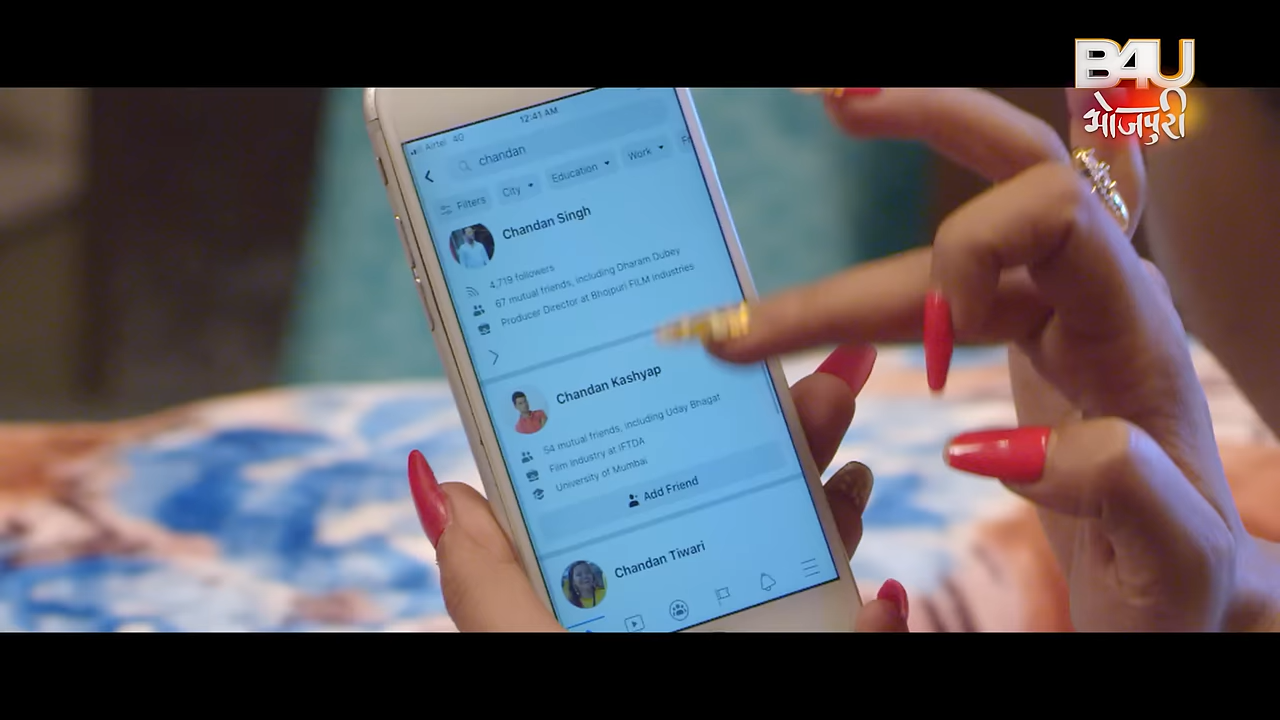 B4U
भोजपुरी
Airtel 4G
12:41 AM
chandan
Filters
City
Education
Work
Chandan Singh
4,719 followers
67 mutual friends, including Dharam Dubey
Producer Director at Bhojpuri FILM industries
Chandan Kashyap
54 mutual friends, including Uday Bhagat
Film Industry at IFTDA
University of Mumbai
Add Friend
Chandan Tiwari